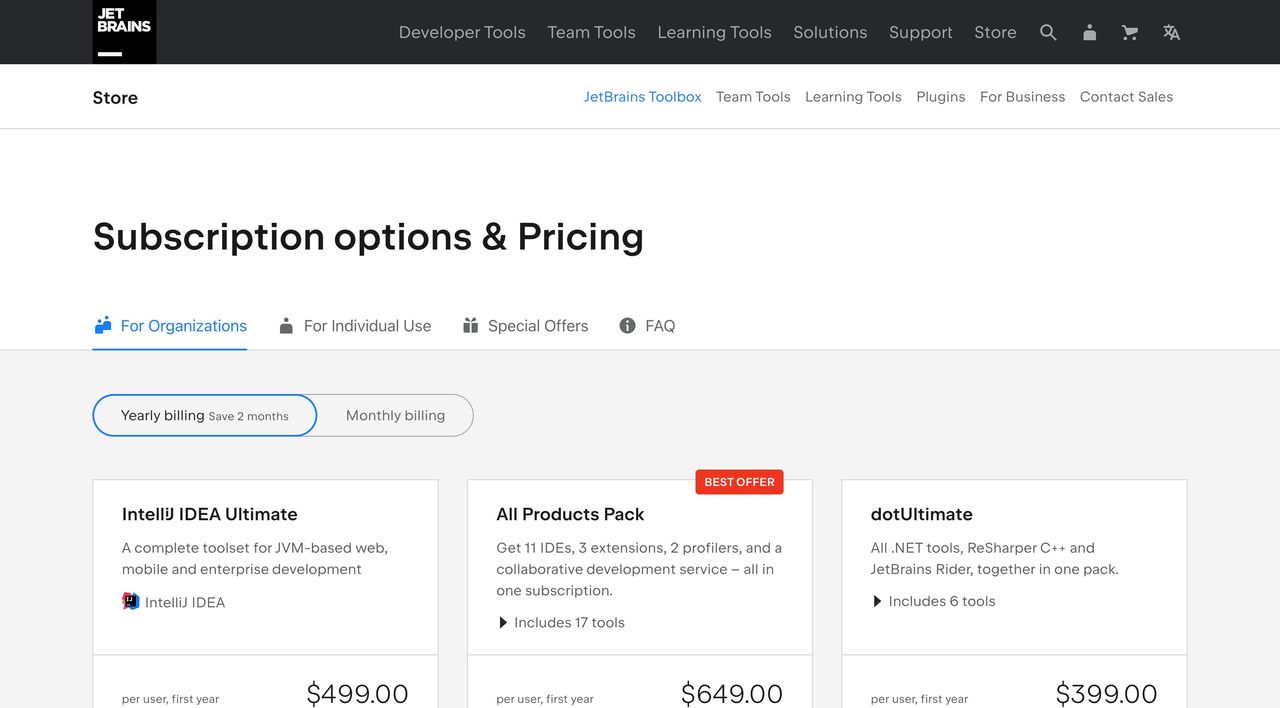 JET
BRAINS
Developer Tools Team Tools Learning Tools Solutions Support Store
Store
JetBrains Toolbox Team Tools Learning Tools Plugins For Business Contact Sales
Subscription options & Pricing
For Organizations For Individual Use Special Offers FAQ
Yearly billing Save 2 months Monthly billing
BEST OFFER
IntelliJ IDEA Ultimate
A complete toolset for JVM-based web,
mobile and enterprise development
IJ IntelliJ IDEA
per user, first year $499.00
All Products Pack
Get 11 IDEs, 3 extensions, 2 profilers, and a
collaborative development service – all in
one subscription.
Includes 17 tools
per user, first year $649.00
dotUltimate
All .NET tools, ReSharper C++ and
JetBrains Rider, together in one pack.
Includes 6 tools
per user, first year $399.00